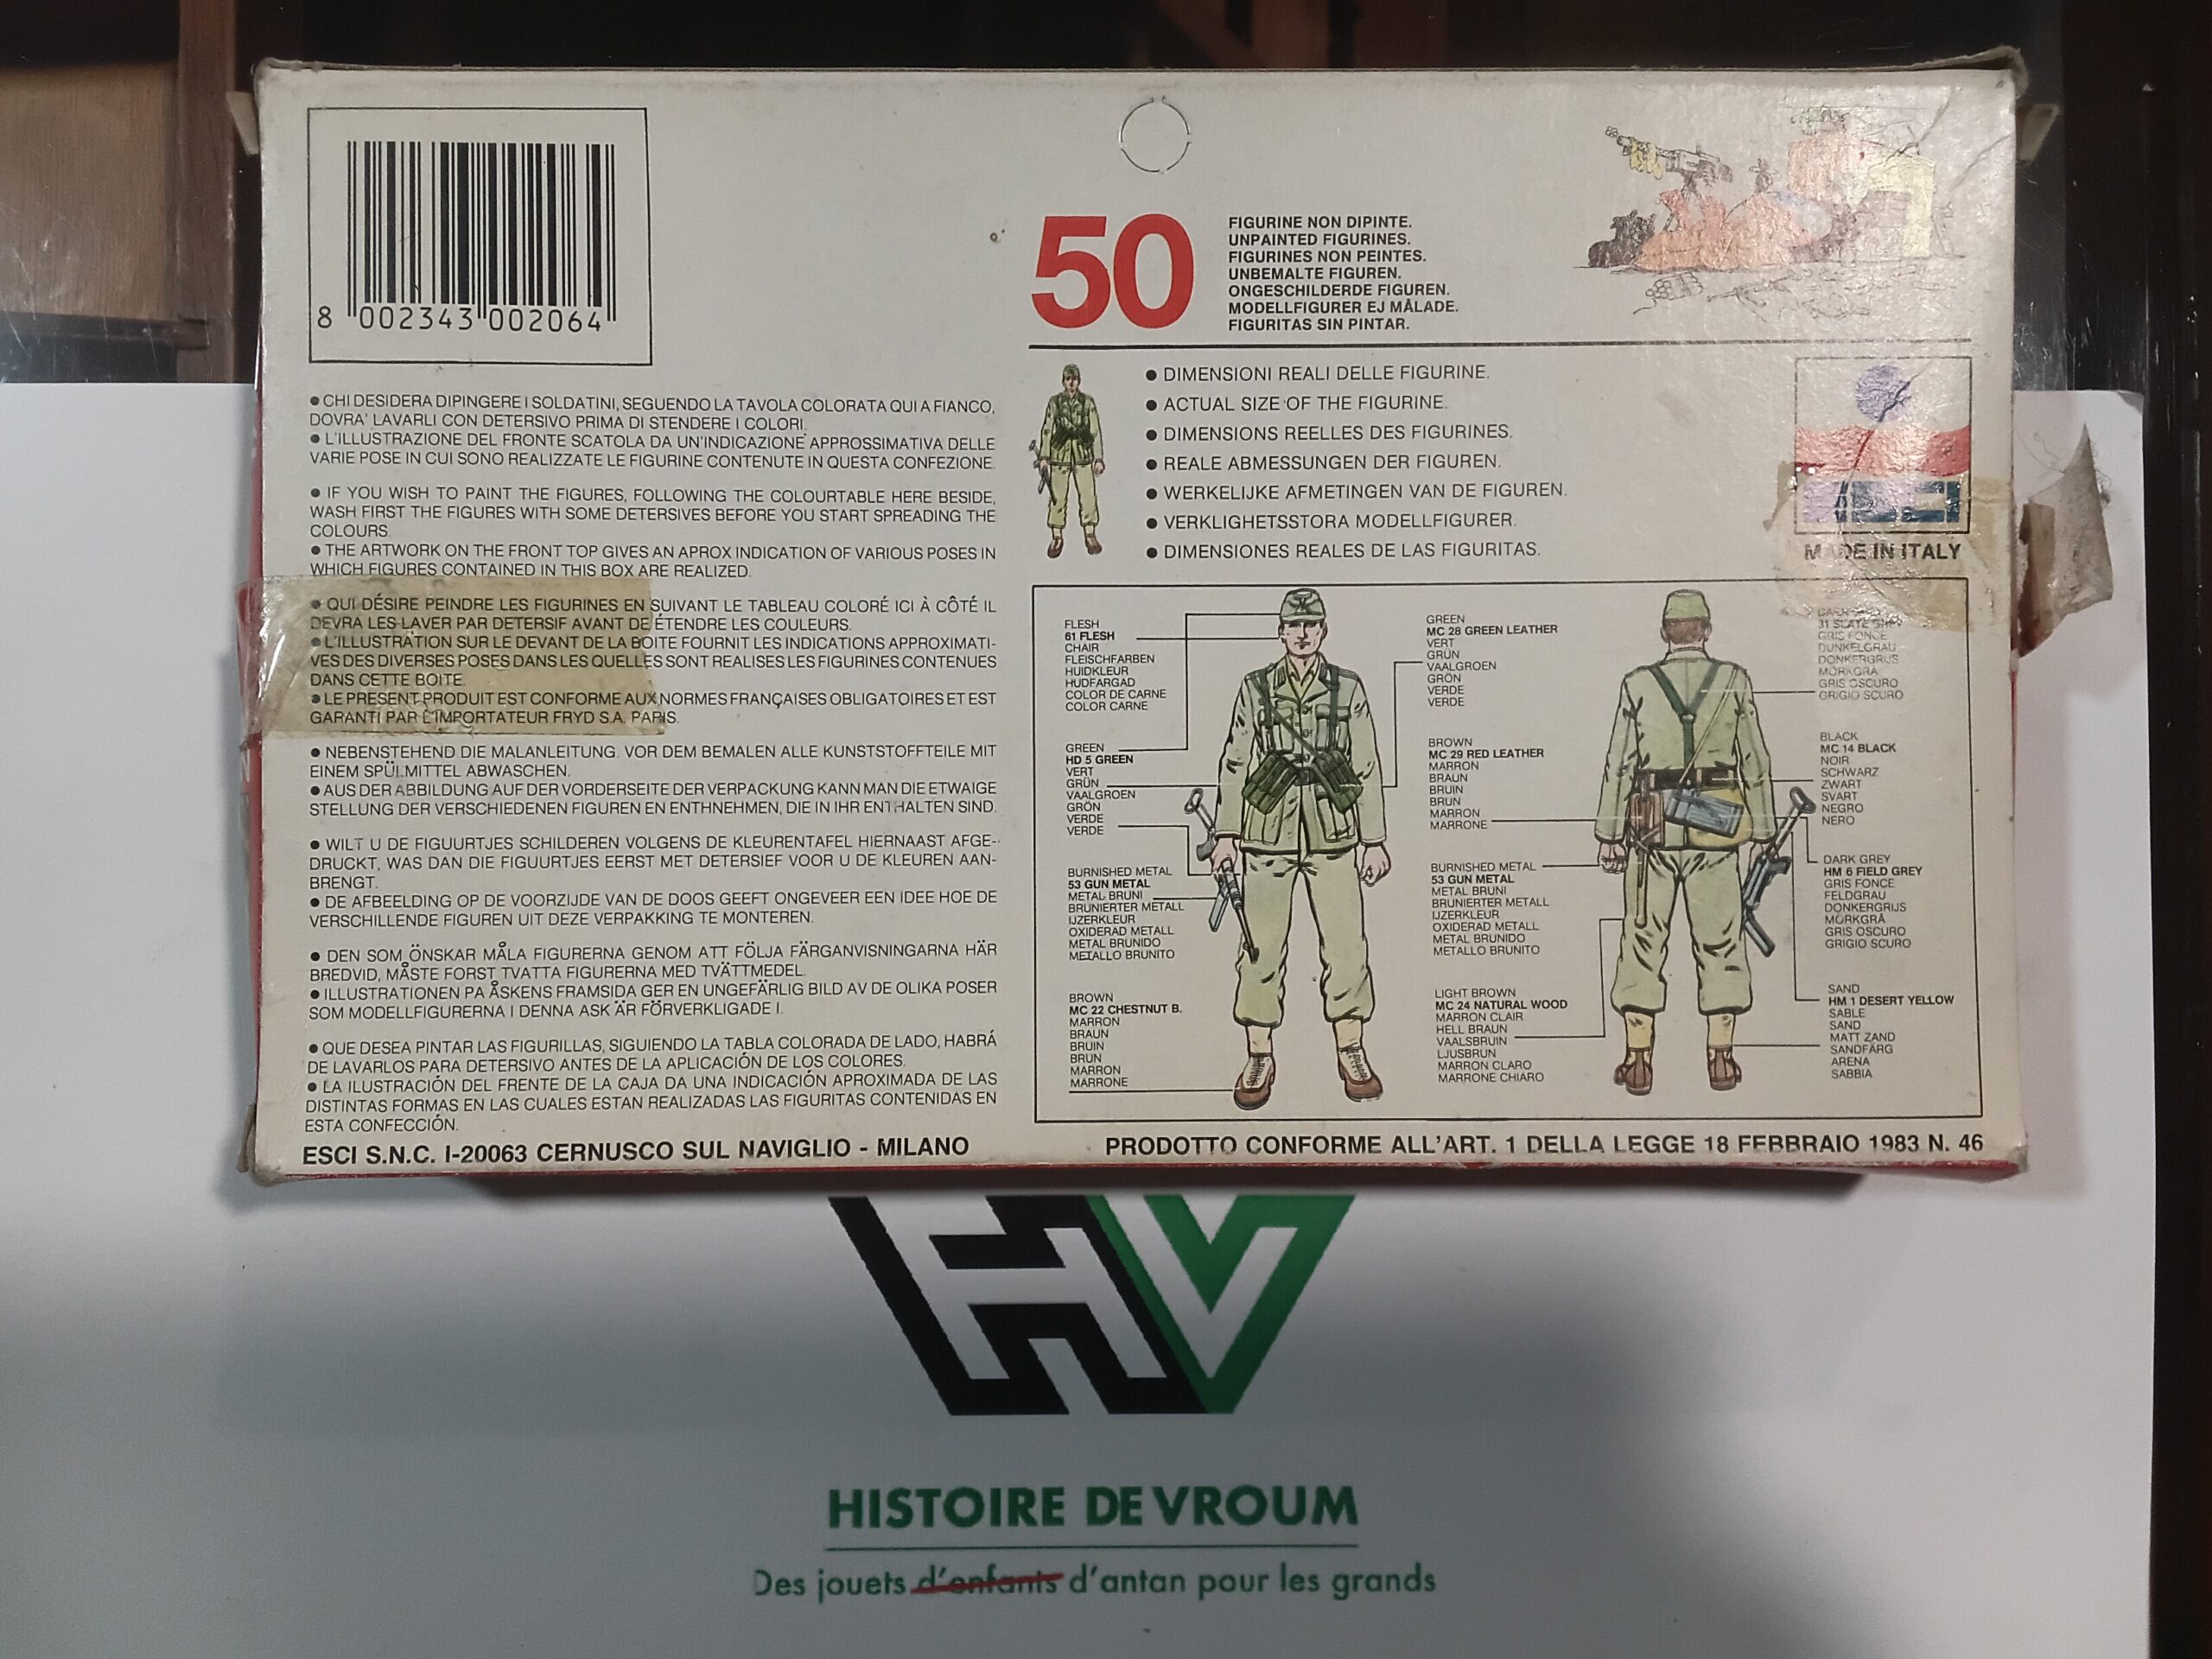 8 002343 002064
50
FIGURINE NON DIPINTE.
UNPAINTED FIGURINES.
FIGURINES NON PEINTES.
UNBEMALTE FIGUREN.
ONGESCHILDERDE FIGUREN.
MODELLFIGURER EJ MÅLADE.
FIGURITAS SIN PINTAR.
● DIMENSIONI REALI DELLE FIGURINE.
● ACTUAL SIZE OF THE FIGURINE.
● DIMENSIONS REELLES DES FIGURINES.
● REALE ABMESSUNGEN DER FIGUREN.
● WERKELIJKE AFMETINGEN VAN DE FIGUREN.
● VERKLIGHETSSTORA MODELLFIGURER.
● DIMENSIONES REALES DE LAS FIGURITAS.
ESCI
MADE IN ITALY
● CHI DESIDERA DIPINGERE I SOLDATINI, SEGUENDO LA TAVOLA COLORATA QUI A FIANCO,
DOVRA' LAVARLI CON DETERSIVO PRIMA DI STENDERE I COLORI.
● L'ILLUSTRAZIONE DEL FRONTE SCATOLA DA UN'INDICAZIONE APPROSSIMATIVA DELLE
VARIE POSE IN CUI SONO REALIZZATE LE FIGURINE CONTENUTE IN QUESTA CONFEZIONE.
● IF YOU WISH TO PAINT THE FIGURES, FOLLOWING THE COLOURTABLE HERE BESIDE,
WASH FIRST THE FIGURES WITH SOME DETERSIVES BEFORE YOU START SPREADING THE
COLOURS.
● THE ARTWORK ON THE FRONT TOP GIVES AN APROX INDICATION OF VARIOUS POSES IN
WHICH FIGURES CONTAINED IN THIS BOX ARE REALIZED.
● QUI DÉSIRE PEINDRE LES FIGURINES EN SUIVANT LE TABLEAU COLORÉ ICI À CÔTÉ IL
DEVRA LES LAVER PAR DETERSIF AVANT DE ÉTENDRE LES COULEURS.
● L'ILLUSTRATION SUR LE DEVANT DE LA BOITE FOURNIT LES INDICATIONS APPROXIMATI-
VES DES DIVERSES POSES DANS LES QUELLES SONT REALISES LES FIGURINES CONTENUES
DANS CETTE BOITE.
● LE PRESENT PRODUIT EST CONFORME AUX NORMES FRANÇAISES OBLIGATOIRES ET EST
GARANTI PAR L'IMPORTATEUR FRYD S.A. PARIS.
● NEBENSTEHEND DIE MALANLEITUNG. VOR DEM BEMALEN ALLE KUNSTSTOFFTEILE MIT
EINEM SPÜLMITTEL ABWASCHEN.
● AUS DER ABBILDUNG AUF DER VORDERSEITE DER VERPACKUNG KANN MAN DIE ETWAIGE
STELLUNG DER VERSCHIEDENEN FIGUREN EN ENTHNEHMEN, DIE IN IHR ENTHALTEN SIND.
● WILT U DE FIGUURTJES SCHILDEREN VOLGENS DE KLEURENTAFEL HIERNAAST AFGE-
DRUCKT, WAS DAN DIE FIGUURTJES EERST MET DETERSIEF VOOR U DE KLEUREN AAN-
BRENGT.
● DE AFBEELDING OP DE VOORZIJDE VAN DE DOOS GEEFT ONGEVEER EEN IDEE HOE DE
VERSCHILLENDE FIGUREN UIT DEZE VERPAKKING TE MONTEREN.
● DEN SOM ÖNSKAR MÅLA FIGURERNA GENOM ATT FÖLJA FÄRGANVISNINGARNA HÄR
BREDVID, MÅSTE FORST TVATTA FIGURERNA MED TVÄTTMEDEL.
● ILLUSTRATIONEN PA ÅSKENS FRAMSIDA GER EN UNGEFÄRLIG BILD AV DE OLIKA POSER
SOM MODELLFIGURERNA I DENNA ASK ÄR FÖRVERKLIGADE I.
● QUE DESEA PINTAR LAS FIGURILLAS, SIGUIENDO LA TABLA COLORADA DE LADO, HABRÁ
DE LAVARLOS PARA DETERSIVO ANTES DE LA APLICACIÓN DE LOS COLORES.
● LA ILUSTRACIÓN DEL FRENTE DE LA CAJA DA UNA INDICACIÓN APROXIMADA DE LAS
DISTINTAS FORMAS EN LAS CUALES ESTAN REALIZADAS LAS FIGURITAS CONTENIDAS EN
ESTA CONFECCIÓN.
ESCI S.N.C. I-20063 CERNUSCO SUL NAVIGLIO - MILANO
FLESH
61 FLESH
CHAIR
FLEISCHFARBEN
HUIDKLEUR
HUDFARGAD
COLOR DE CARNE
COLOR CARNE
GREEN
HD 5 GREEN
VERT
GRÜN
VAALGROEN
GRÖN
VERDE
VERDE
BURNISHED METAL
53 GUN METAL
METAL BRUNI
BRUNIERTER METALL
IJZERKLEUR
OXIDERAD METALL
METAL BRUNIDO
METALLO BRUNITO
BROWN
MC 22 CHESTNUT B.
MARRON
BRAUN
BRUIN
BRUN
MARRON
MARRONE
GREEN
MC 28 GREEN LEATHER
VERT
GRÜN
VAALGROEN
GRÖN
VERDE
VERDE
BROWN
MC 29 RED LEATHER
MARRON
BRAUN
BRUIN
BRUN
MARRON
MARRONE
BURNISHED METAL
53 GUN METAL
METAL BRUNI
BRUNIERTER METALL
IJZERKLEUR
OXIDERAD METALL
METAL BRUNIDO
METALLO BRUNITO
LIGHT BROWN
MC 24 NATURAL WOOD
MARRON CLAIR
HELL BRAUN
VAALSBRUIN
LJUSBRUN
MARRON CLARO
MARRONE CHIARO
31 SLATE GREY
GRIS FONCE
DUNKELGRAU
DONKERGRIJS
MÖRKGRÅ
GRIS OSCURO
GRIGIO SCURO
BLACK
MC 14 BLACK
NOIR
SCHWARZ
ZWART
SVART
NEGRO
NERO
DARK GREY
HM 6 FIELD GREY
GRIS FONCE
FELDGRAU
DONKERGRIJS
MÖRKGRÅ
GRIS OSCURO
GRIGIO SCURO
SAND
HM 1 DESERT YELLOW
SABLE
SAND
MATT ZAND
SANDFÄRG
ARENA
SABBIA
PRODOTTO CONFORME ALL'ART. 1 DELLA LEGGE 18 FEBBRAIO 1983 N. 46
HV
HISTOIRE DE VROUM
Des jouets d'enfants d'antan pour les grands